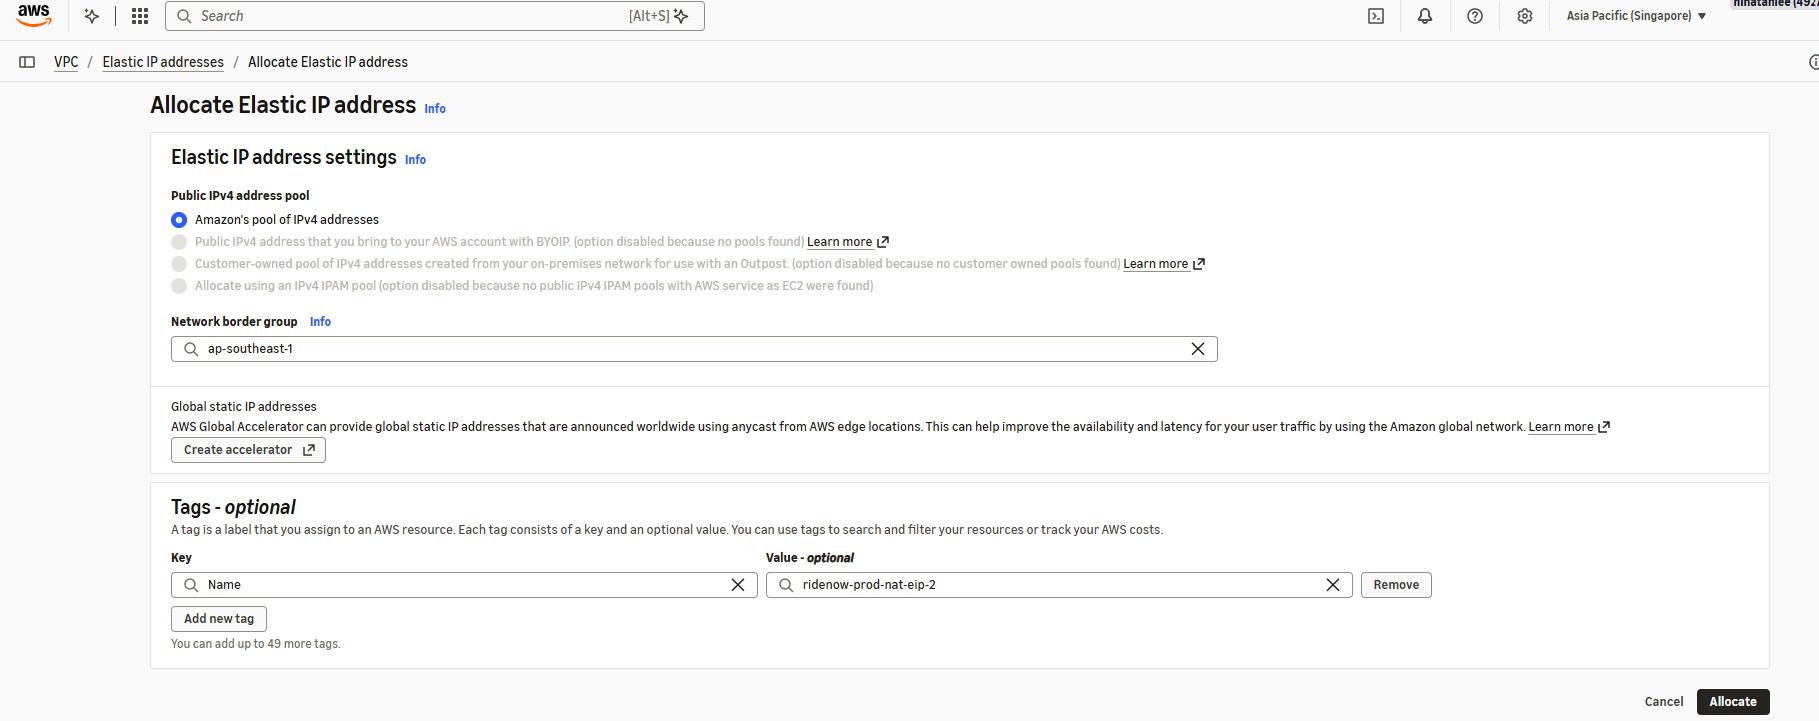 aws
Search [Alt+S]
Asia Pacific (Singapore)
VPC / Elastic IP addresses / Allocate Elastic IP address
Allocate Elastic IP address Info
Elastic IP address settings Info
Public IPv4 address pool
Amazon's pool of IPv4 addresses
Public IPv4 address that you bring to your AWS account with BYOIP. (option disabled because no pools found) Learn more
Customer-owned pool of IPv4 addresses created from your on-premises network for use with an Outpost. (option disabled because no customer owned pools found) Learn more
Allocate using an IPv4 IPAM pool (option disabled because no public IPv4 IPAM pools with AWS service as EC2 were found)
Network border group Info
ap-southeast-1
Global static IP addresses
AWS Global Accelerator can provide global static IP addresses that are announced worldwide using anycast from AWS edge locations. This can help improve the availability and latency for your user traffic by using the Amazon global network. Learn more
Create accelerator
Tags - optional
A tag is a label that you assign to an AWS resource. Each tag consists of a key and an optional value. You can use tags to search and filter your resources or track your AWS costs.
Key Value - optional
Name ridenow-prod-nat-eip-2 Remove
Add new tag
You can add up to 49 more tags.
Cancel Allocate